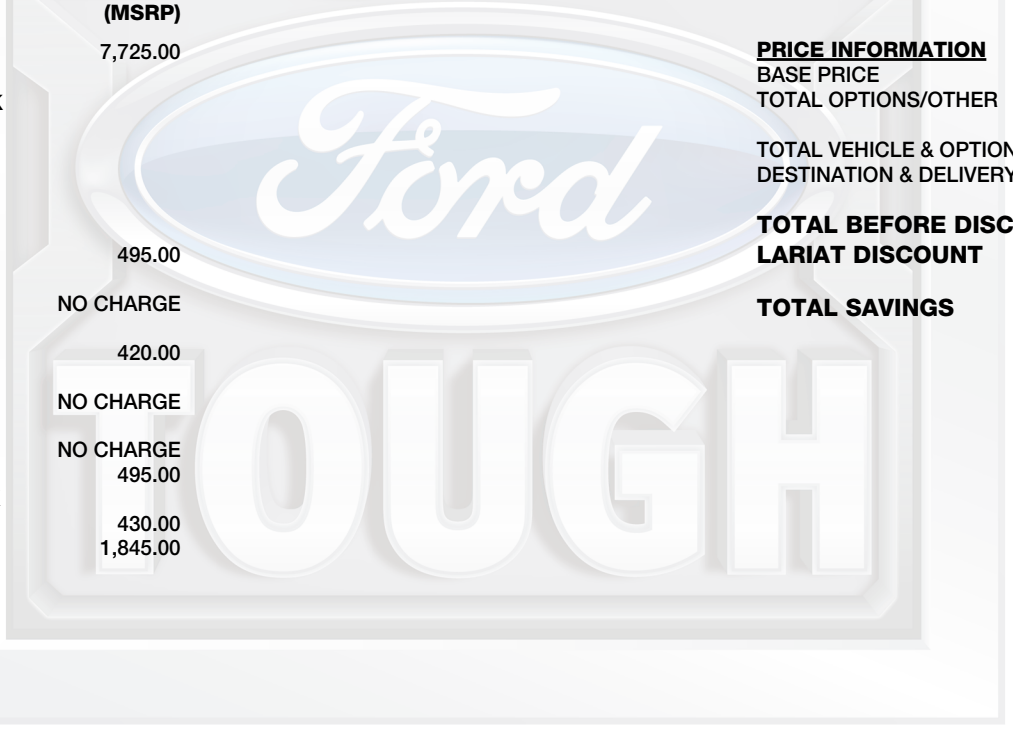 (MSRP)
7,725.00
495.00
NO CHARGE
420.00
NO CHARGE
NO CHARGE
495.00
430.00
1,845.00
PRICE INFORMATION
BASE PRICE
TOTAL OPTIONS/OTHER
TOTAL VEHICLE & OPTION
DESTINATION & DELIVERY
TOTAL BEFORE DISC
LARIAT DISCOUNT
TOTAL SAVINGS
Ford
TOUGH